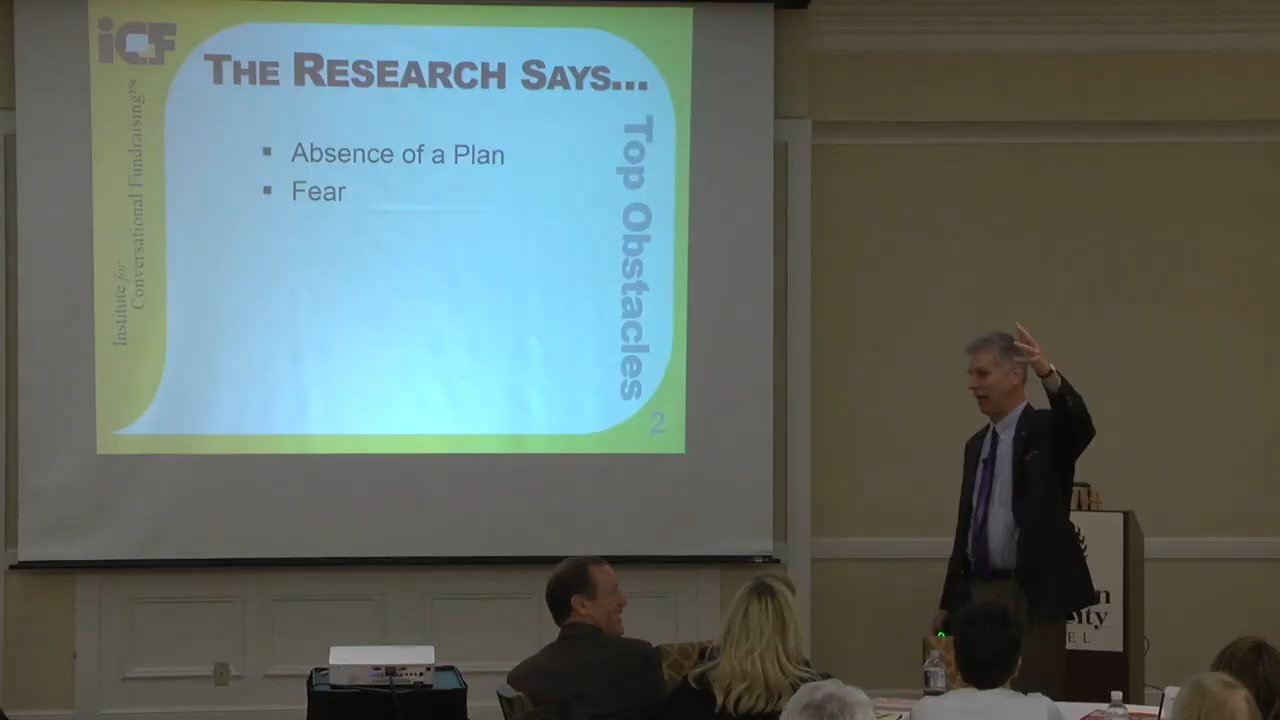 iCF
THE RESEARCH SAYS...
Institute for
Conversational Fundraising™
▪ Absence of a Plan
▪ Fear
Top Obstacles
2